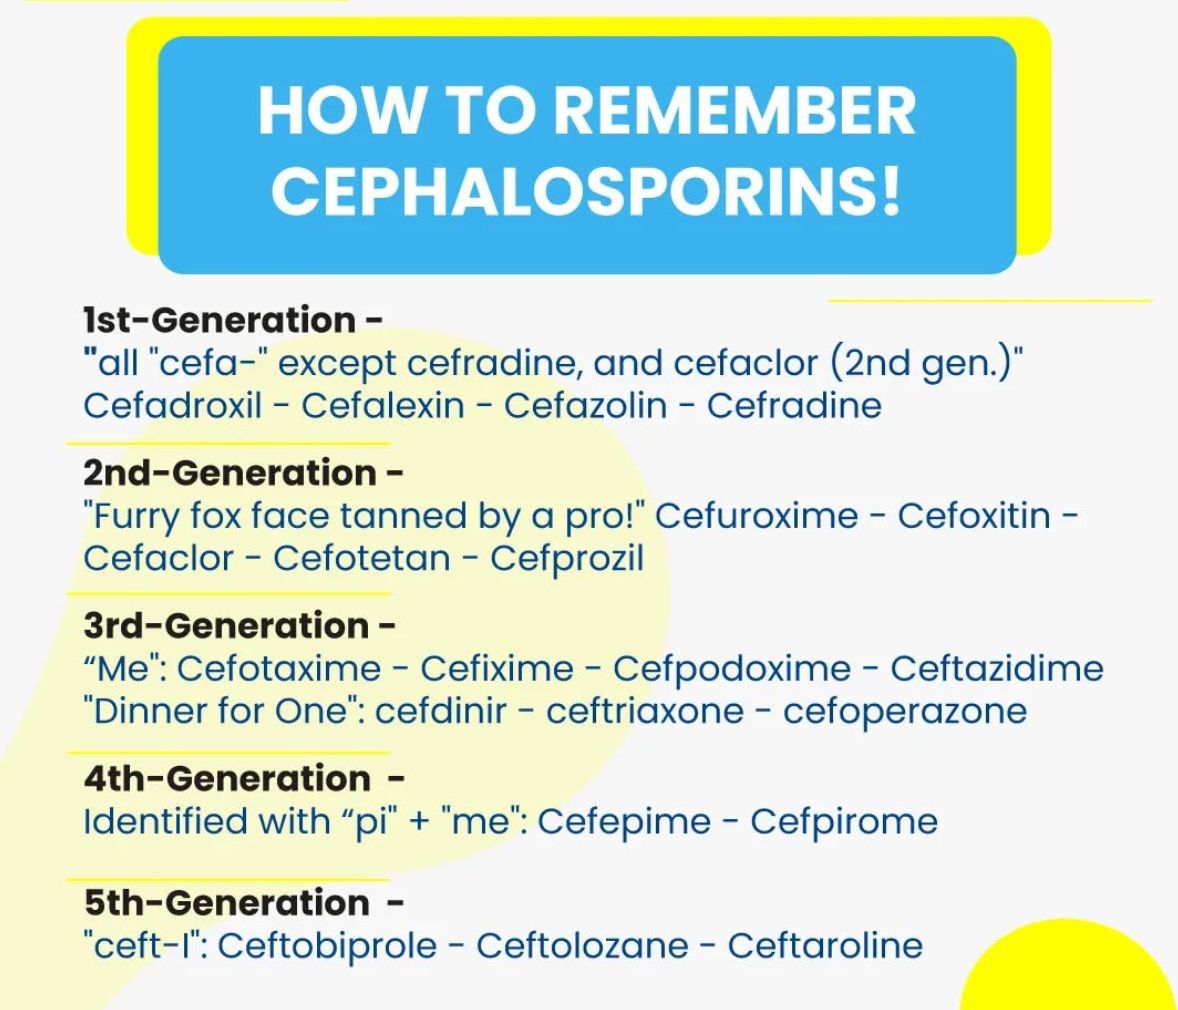 HOW TO REMEMBER
CEPHALOSPORINS!
1st-Generation -
"all "cefa-" except cefradine, and cefaclor (2nd gen.)"
Cefadroxil - Cefalexin - Cefazolin - Cefradine
2nd-Generation -
"Furry fox face tanned by a pro!" Cefuroxime - Cefoxitin -
Cefaclor - Cefotetan - Cefprozil
3rd-Generation -
“Me": Cefotaxime - Cefixime - Cefpodoxime - Ceftazidime
"Dinner for One": cefdinir - ceftriaxone - cefoperazone
4th-Generation -
Identified with “pi" + "me": Cefepime - Cefpirome
5th-Generation -
"ceft-I": Ceftobiprole - Ceftolozane - Ceftaroline